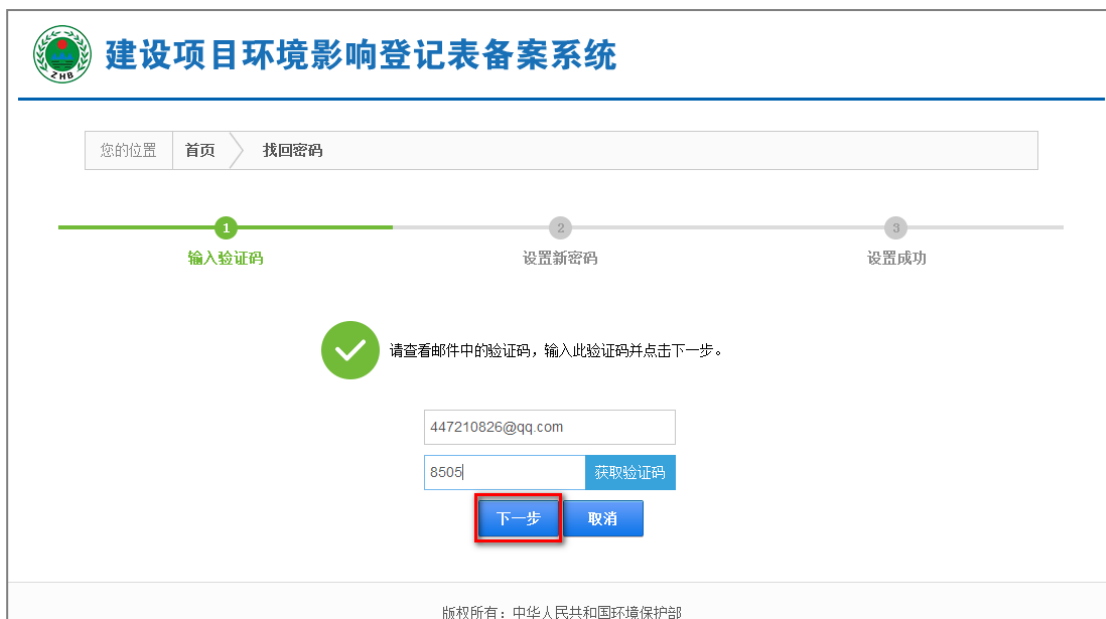 ZHB
建设项目环境影响登记表备案系统
您的位置 首页 找回密码
1 2 3
输入验证码 设置新密码 设置成功
请查看邮件中的验证码，输入此验证码并点击下一步。
447210826@qq.com
8505 获取验证码
下一步 取消
版权所有：中华人民共和国环境保护部